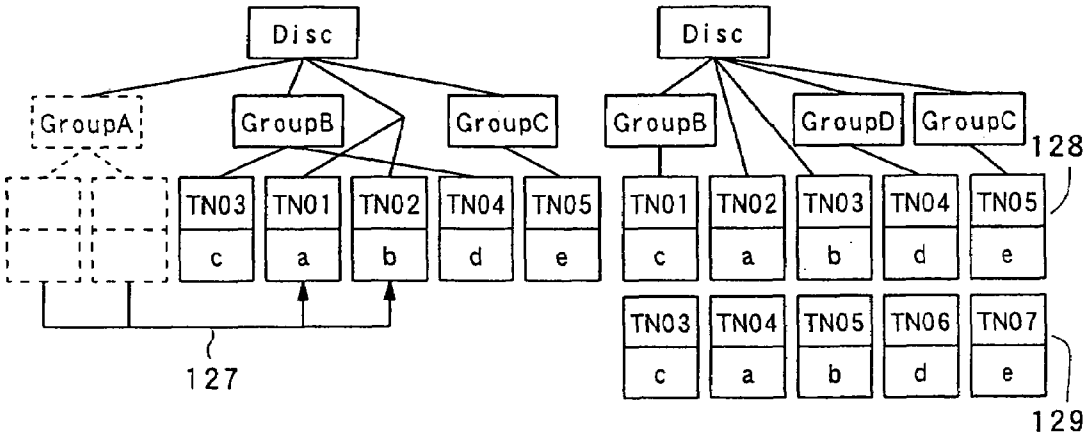 Disc
Disc
GroupA
GroupB
GroupC
GroupB
GroupD
GroupC
128
TN03
TN01
TN02
TN04
TN05
TN01
TN02
TN03
TN04
TN05
c
a
b
d
e
c
a
b
d
e
TN03
TN04
TN05
TN06
TN07
127
c
a
b
d
e
129